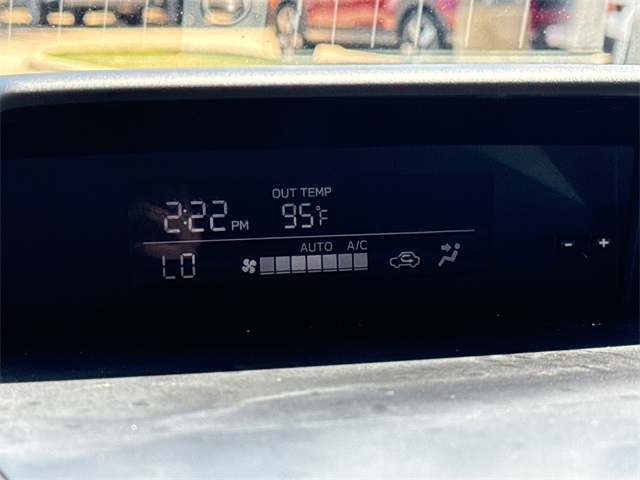 OUT TEMP
2:22 PM 95°F
AUTO A/C
LO
- +